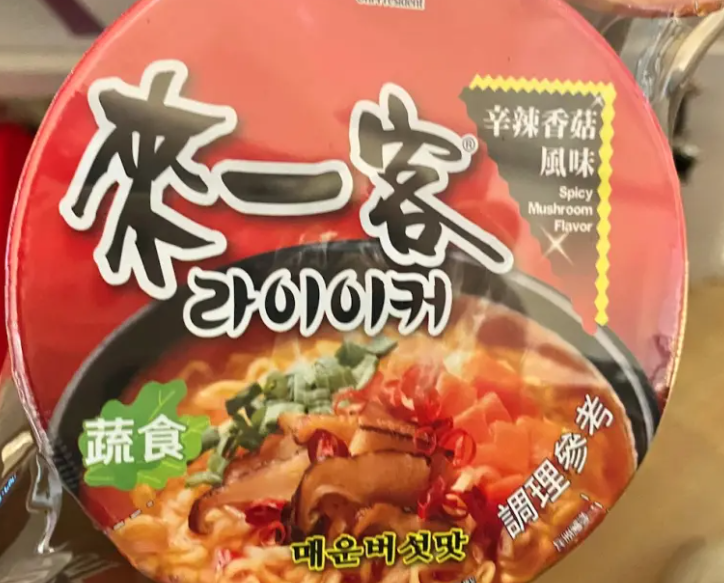 來一客®
라이이커
辛辣香菇
風味
Spicy
Mushroom
Flavor
蔬食
調理參考
매운버섯맛